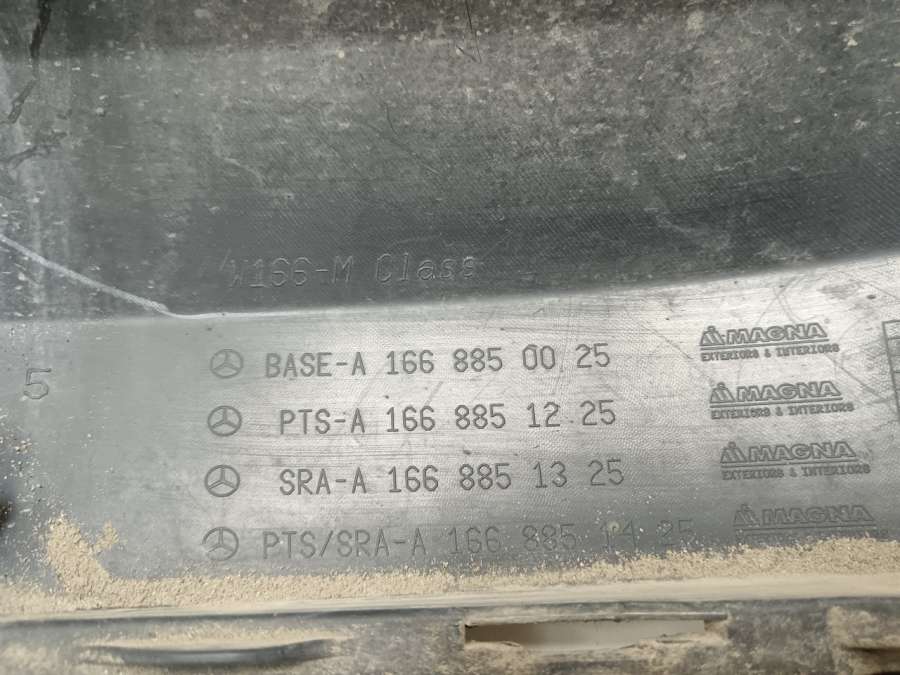 W166-M Class
BASE-A 166 885 00 25 MAGNA
EXTERIORS & INTERIORS
5
PTS-A 166 885 12 25 MAGNA
EXTERIORS & INTERIORS
SRA-A 166 885 13 25 MAGNA
EXTERIORS & INTERIORS
PTS/SRA-A 166 885 14 25 MAGNA